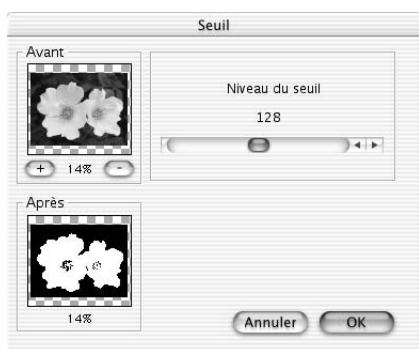 Seuil
Avant
Niveau du seuil
128
+ 14% -
Après
14%
Annuler OK